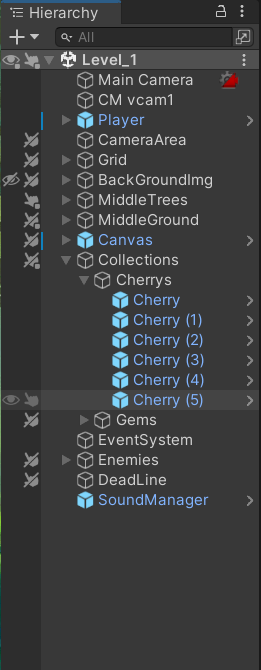 Hierarchy
All
Level_1
Main Camera
CM vcam1
Player
CameraArea
Grid
BackGroundImg
MiddleTrees
MiddleGround
Canvas
Collections
Cherrys
Cherry
Cherry (1)
Cherry (2)
Cherry (3)
Cherry (4)
Cherry (5)
Gems
EventSystem
Enemies
DeadLine
SoundManager